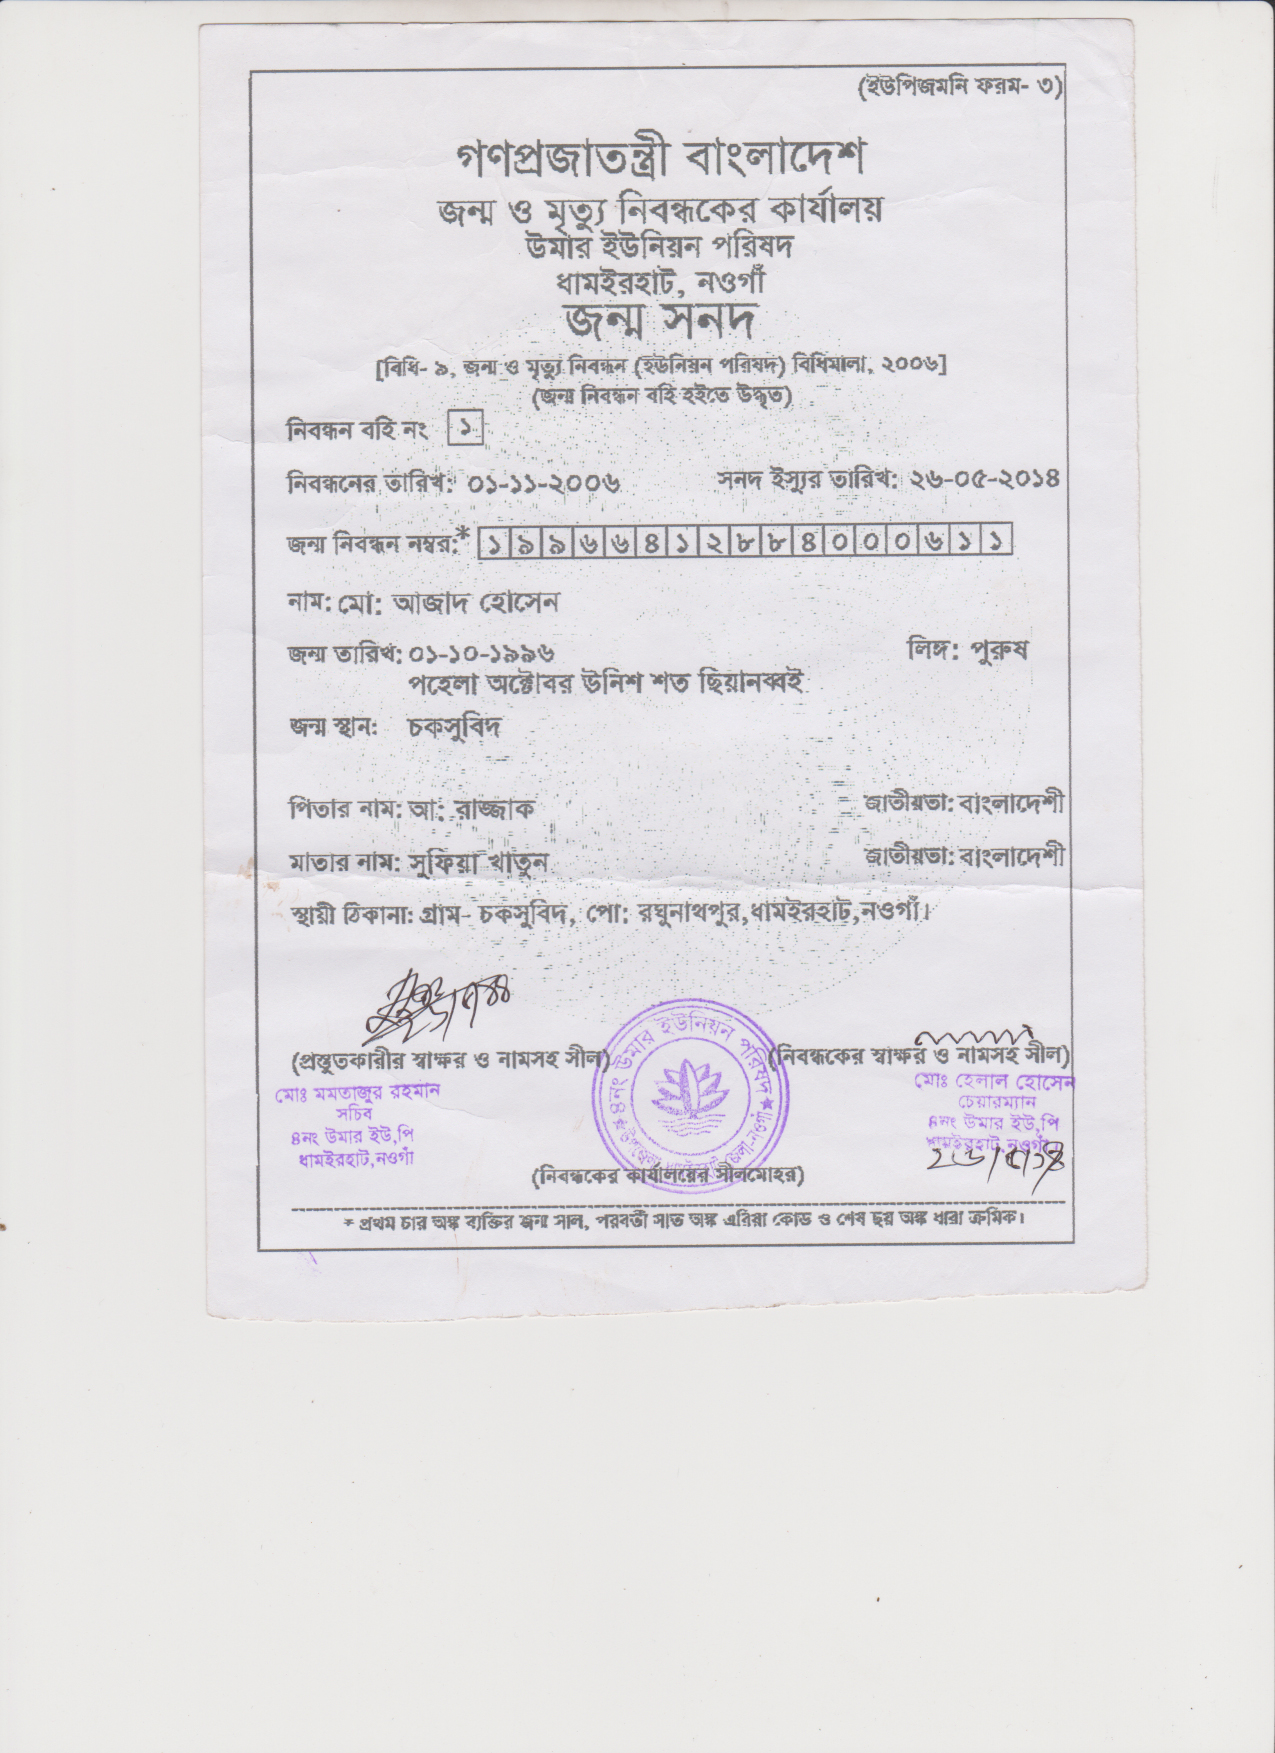 (ইউপিজমনি ফরম- ৩)
গণপ্রজাতন্ত্রী বাংলাদেশ
জন্ম ও মৃত্যু নিবন্ধকের কার্যালয়
উমার ইউনিয়ন পরিষদ
ধামইরহাট, নওগাঁ
জন্ম সনদ
[বিধি- ৯, জন্ম ও মৃত্যু নিবন্ধন (ইউনিয়ন পরিষদ) বিধিমালা, ২০০৬]
(জন্ম নিবন্ধন বহি হইতে উদ্ধৃত)
নিবন্ধন বহি নং ১
নিবন্ধনের তারিখ: ০১-১১-২০০৬ সনদ ইস্যুর তারিখ: ২৬-০৫-২০১৪
জন্ম নিবন্ধন নম্বর:* ১৯৯৬৬৪১২৮৮৪০০০৬১১
নাম: মো: আজাদ হোসেন
জন্ম তারিখ: ০১-১০-১৯৯৬ লিঙ্গ: পুরুষ
পহেলা অক্টোবর উনিশ শত ছিয়ানব্বই
জন্ম স্থান: চকসুবিদ
পিতার নাম: আ: রাজ্জাক জাতীয়তা: বাংলাদেশী
মাতার নাম: সুফিয়া খাতুন জাতীয়তা: বাংলাদেশী
স্থায়ী ঠিকানা: গ্রাম- চকসুবিদ, পো: রঘুনাথপুর,ধামইরহাট,নওগাঁ।
(প্রস্তুতকারীর স্বাক্ষর ও নামসহ সীল) (নিবন্ধকের স্বাক্ষর ও নামসহ সীল)
মোঃ মমতাজুর রহমান
সচিব
৪নং উমার ইউ,পি
ধামইরহাট,নওগাঁ
৪নং উমার ইউনিয়ন পরিষদ
উপজেলা ধামইরহাট জেলা-নওগাঁ
মোঃ হেলাল হোসেন
চেয়ারম্যান
৪নং উমার ইউ,পি
ধামইরহাট,নওগাঁ।
(নিবন্ধকের কার্যালয়ের সীলমোহর)
* প্রথম চার অঙ্ক ব্যক্তির জন্ম সাল, পরবর্তী সাত অঙ্ক এরিয়া কোড ও শেষ ছয় অঙ্ক ধারা ক্রমিক।